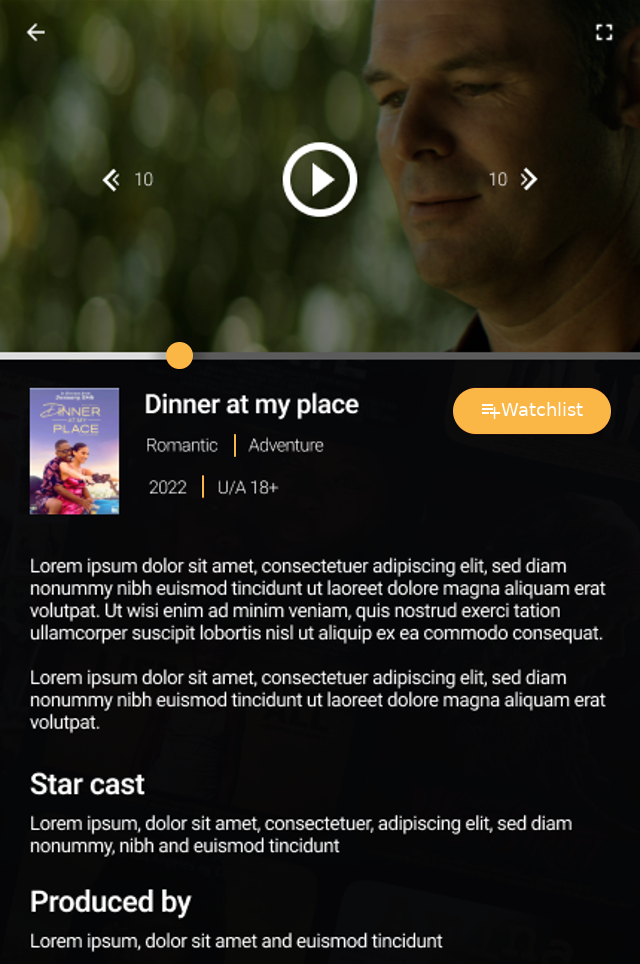 10
10
DINNER
AT MY
PLACE
Dinner at my place
Watchlist
Romantic | Adventure
2022 | U/A 18+
Lorem ipsum dolor sit amet, consectetuer adipiscing elit, sed diam
nonummy nibh euismod tincidunt ut laoreet dolore magna aliquam erat
volutpat. Ut wisi enim ad minim veniam, quis nostrud exerci tation
ullamcorper suscipit lobortis nisl ut aliquip ex ea commodo consequat.
Lorem ipsum dolor sit amet, consectetuer adipiscing elit, sed diam
nonummy nibh euismod tincidunt ut laoreet dolore magna aliquam erat
volutpat.
Star cast
Lorem ipsum, dolor sit amet, consectetuer, adipiscing elit, sed diam
nonummy, nibh and euismod tincidunt
Produced by
Lorem ipsum, dolor sit amet and euismod tincidunt